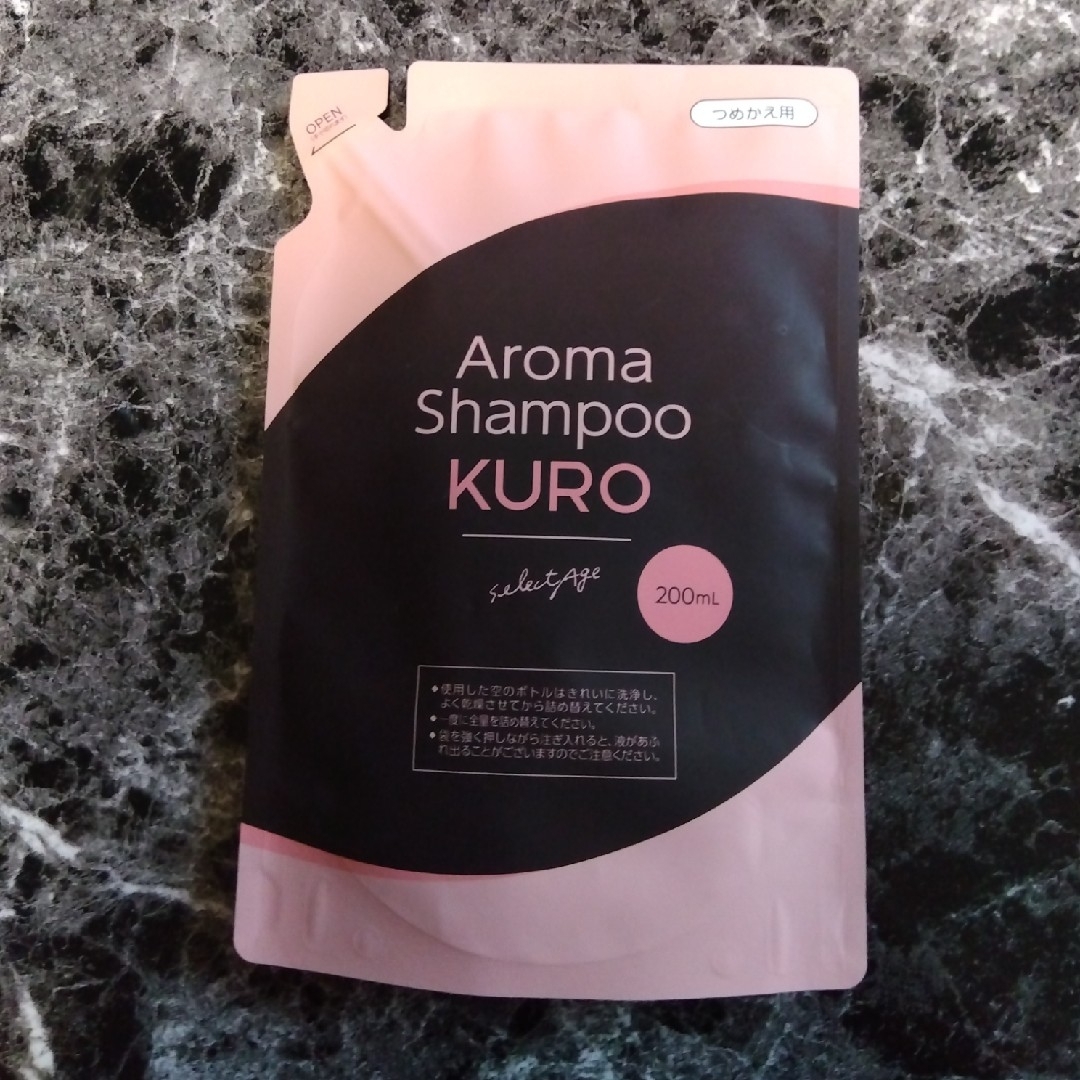 OPEN
つめかえ用
Aroma
Shampoo
KURO
SelectAge
200mL
◆使用した空のボトルはきれいに洗浄し、
よく乾燥させてから詰め替えてください。
◆一度に全量を詰め替えてください。
◆袋を強く押しながら注ぎ入れると、液があふ
れ出ることがございますのでご注意ください。